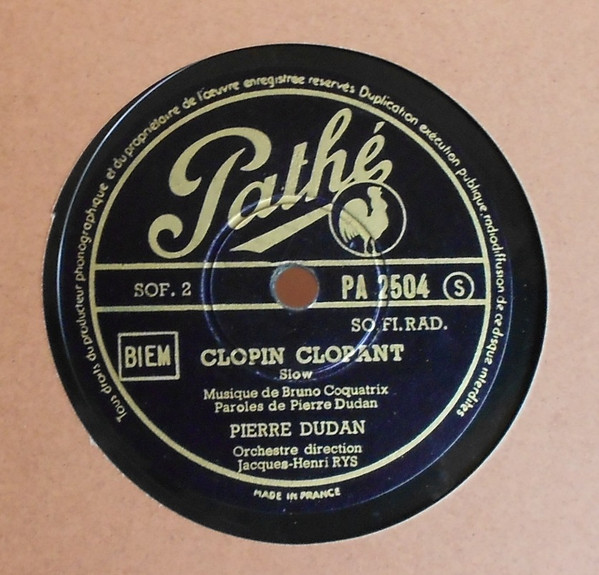 Tous droits du producteur phonographique et du propriétaire de l'œuvre enregistrée réservés Duplication exécution publique radiodiffusion de ce disque interdites
Pathé
SOF. 2
PA 2504 S
SO.FI.RAD.
BIEM
CLOPIN CLOPANT
Slow
Musique de Bruno Coquatrix
Paroles de Pierre Dudan
PIERRE DUDAN
Orchestre direction
Jacques-Henri RYS
MADE IN FRANCE